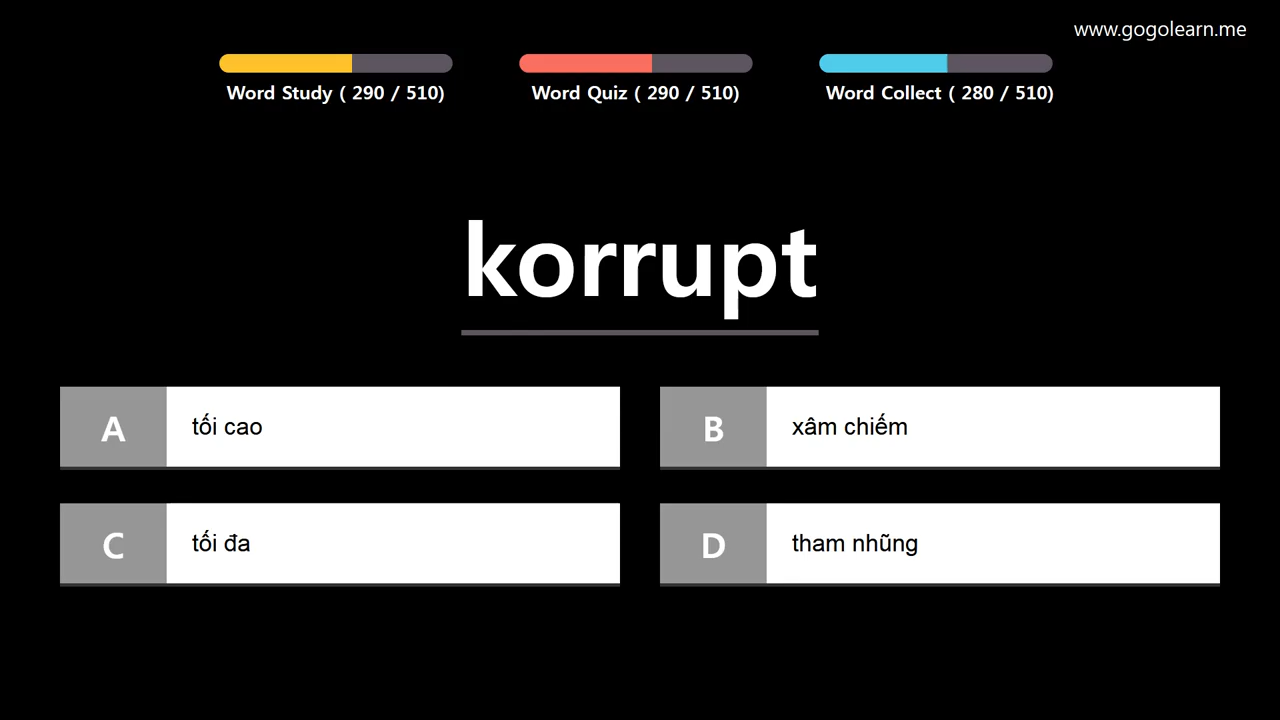 www.gogolearn.me
Word Study ( 290 / 510)
Word Quiz ( 290 / 510)
Word Collect ( 280 / 510)
korrupt
A
tối cao
B
xâm chiếm
C
tối đa
D
tham nhũng